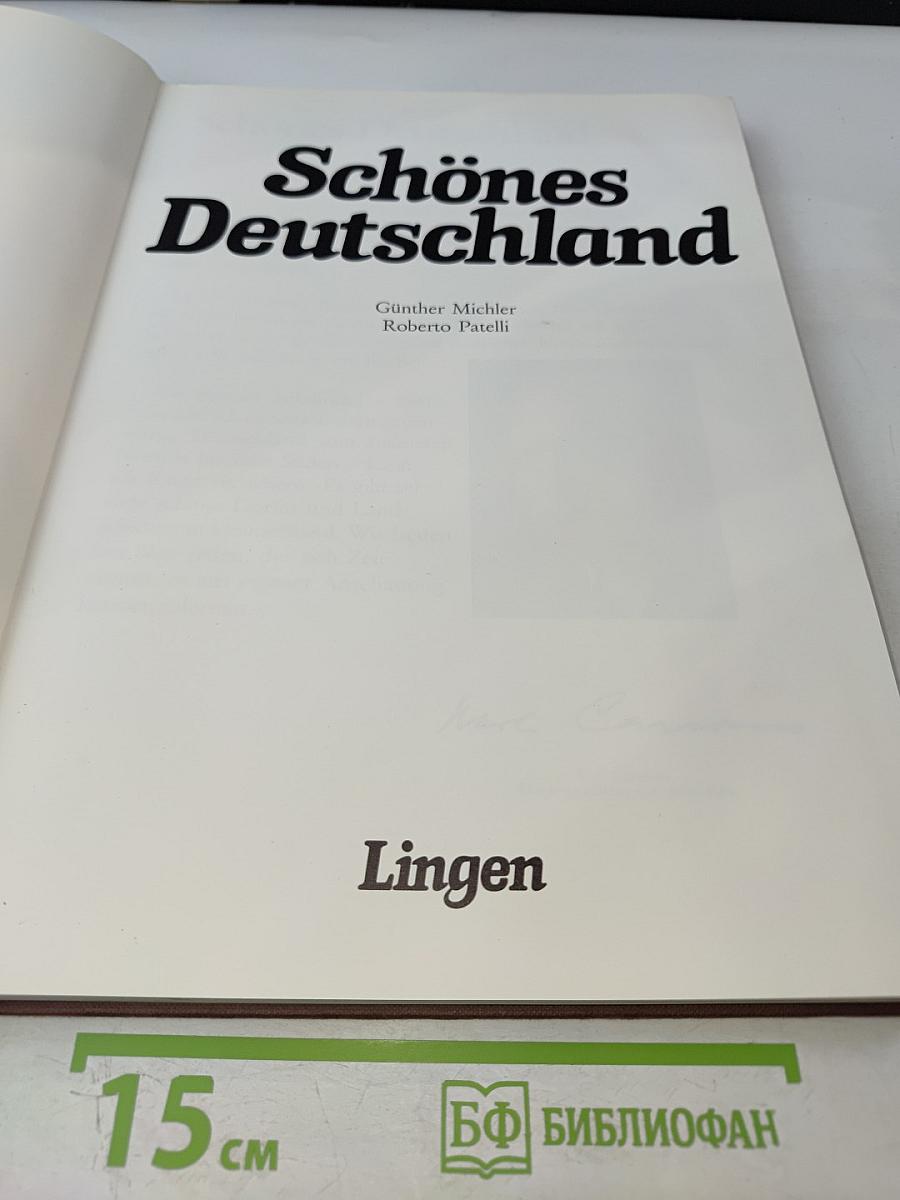 Schönes
Deutschland
Günther Michler
Roberto Patelli
Lingen
15 см
БФ БИБЛИОФАН